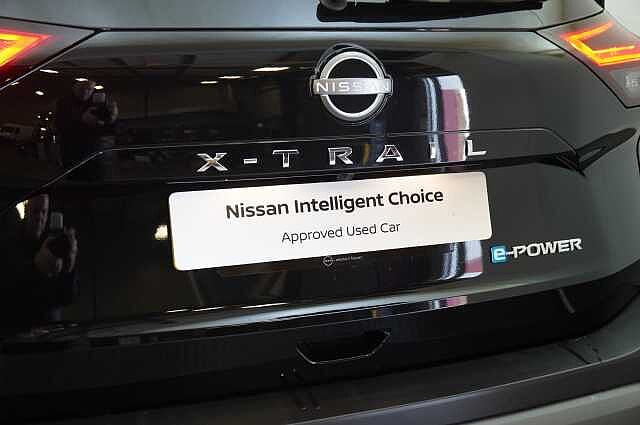 NISSAN
X-TRAIL
Nissan Intelligent Choice
Approved Used Car
e-POWER